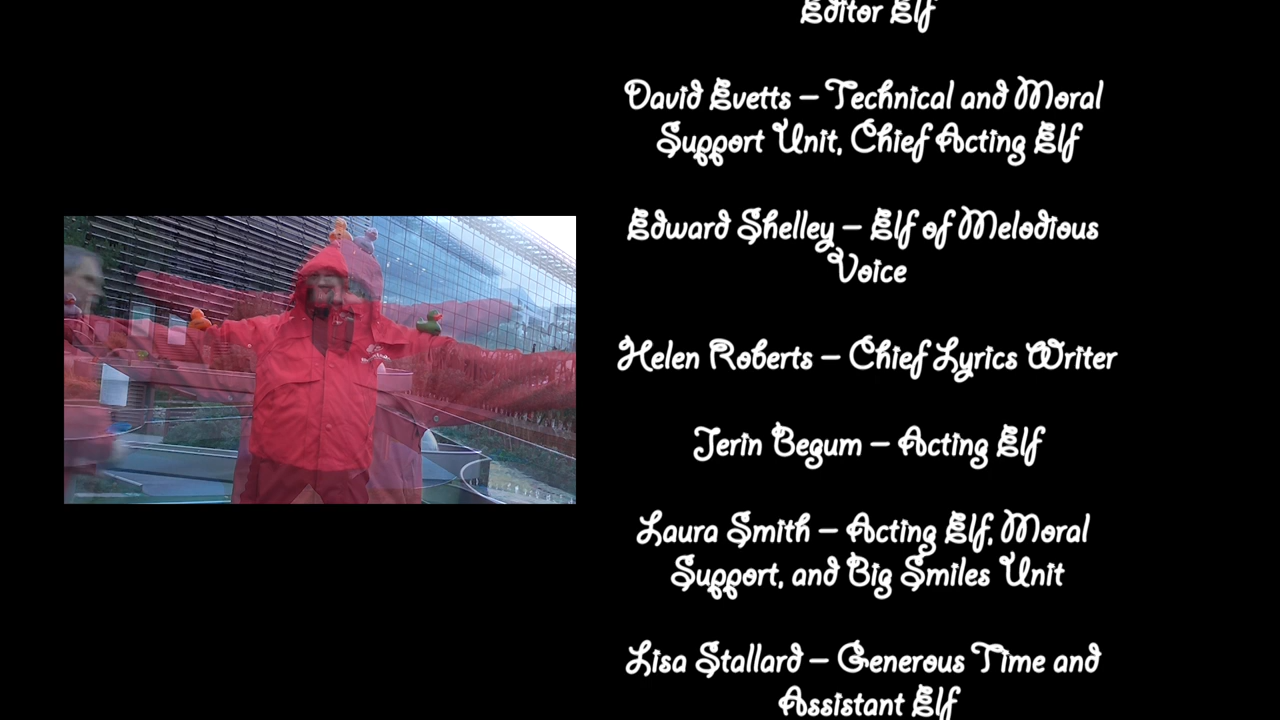 Editor Elf
David Evetts – Technical and Moral
Support Unit, Chief Acting Elf
Edward Shelley – Elf of Melodious
Voice
Helen Roberts – Chief Lyrics Writer
Jerin Begum – Acting Elf
Laura Smith – Acting Elf, Moral
Support, and Big Smiles Unit
Lisa Stallard – Generous Time and
Assistant Elf